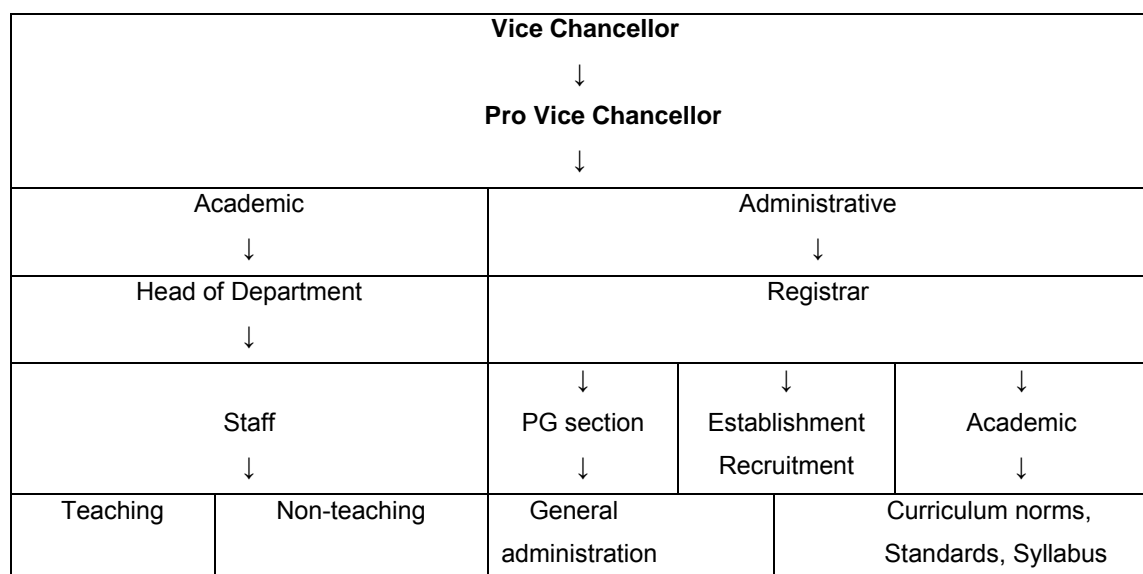 Vice Chancellor
↓
Pro Vice Chancellor
↓
Academic
↓
Administrative
↓
Head of Department
↓
Registrar
Staff
↓
↓
PG section
↓
↓
Establishment
Recruitment
↓
Academic
↓
Teaching
Non-teaching
General
administration
Curriculum norms,
Standards, Syllabus